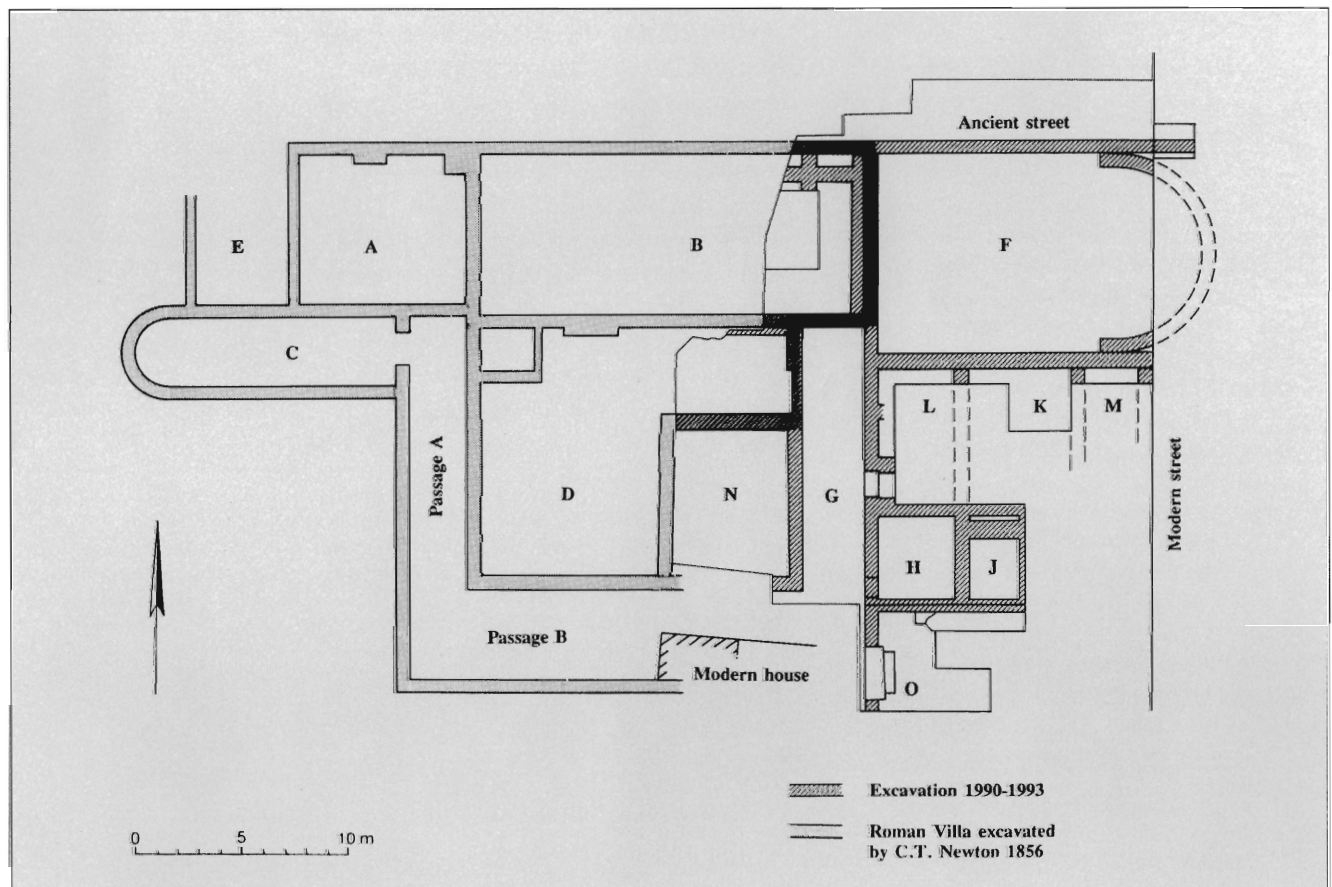 Ancient street
E
A
B
F
C
L
K
M
Passage A
D
N
G
Modern street
H
J
Passage B
Modern house
O
Excavation 1990-1993
Roman Villa excavated
by C.T. Newton 1856
0 5 10 m